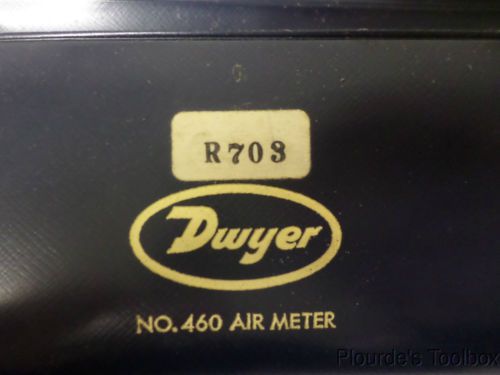 R703
Dwyer
NO. 460 AIR METER
Plourde's Toolbox